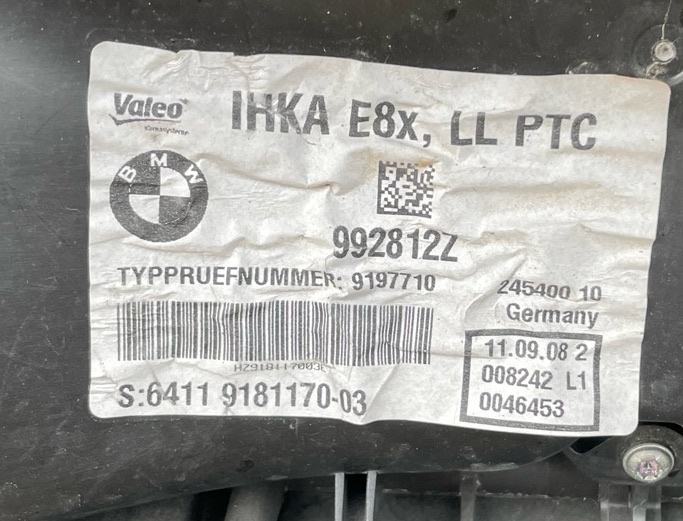 Valeo
Klimasysteme
IHKA E8x, LL PTC
BMW
992812Z
TYPPRUEFNUMMER: 9197710
245400 10
Germany
S:6411 9181170-03
11.09.08 2
008242 L1
0046453